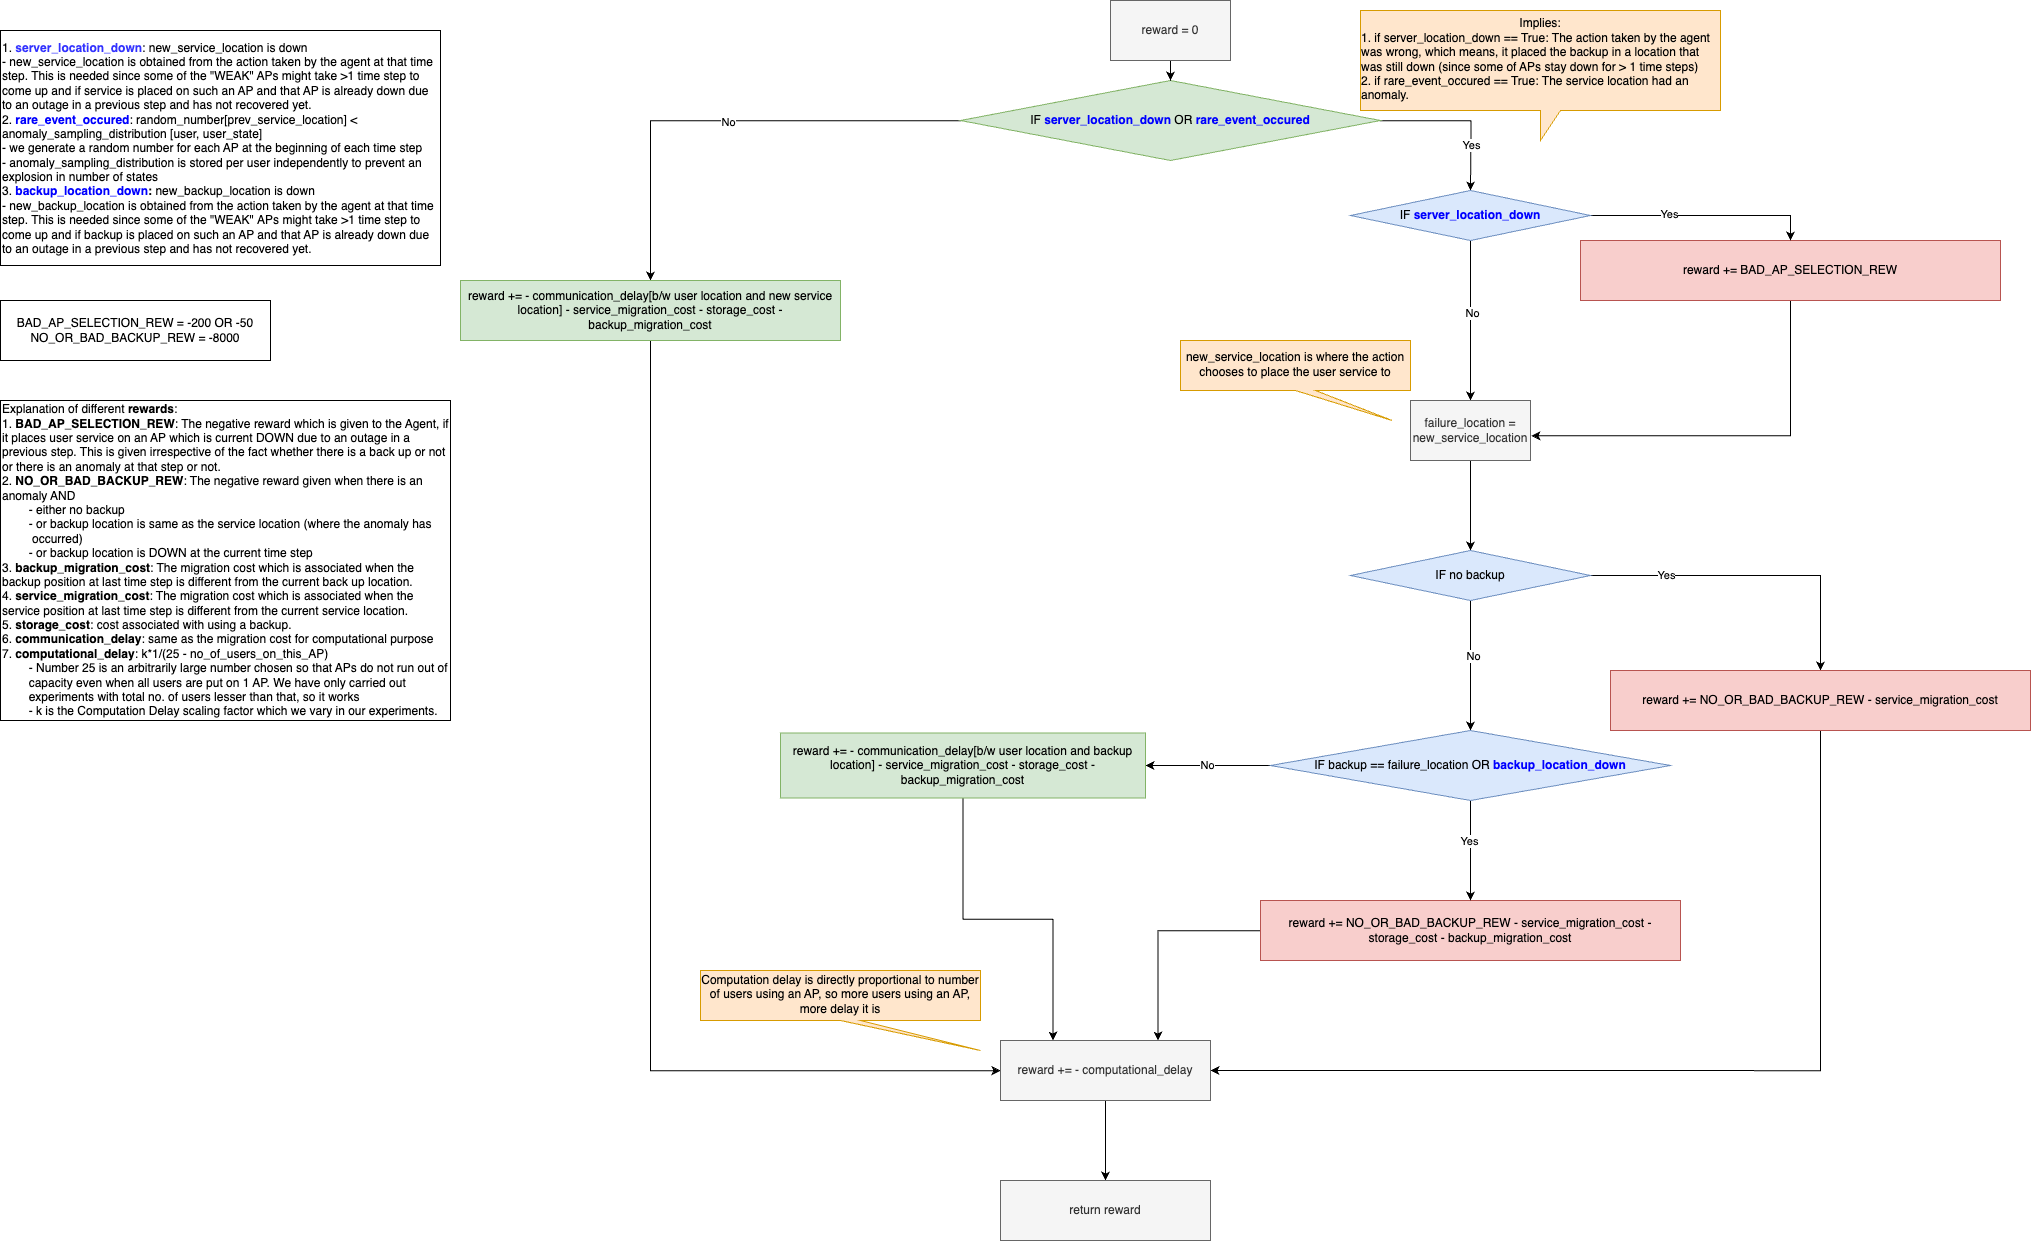 reward = 0
Implies:
1. if server_location_down == True: The action taken by the agent
was wrong, which means, it placed the backup in a location that
was still down (since some of APs stay down for > 1 time steps)
2. if rare_event_occured == True: The service location had an
anomaly.
1. server_location_down: new_service_location is down
- new_service_location is obtained from the action taken by the agent at that time
step. This is needed since some of the "WEAK" APs might take >1 time step to
come up and if service is placed on such an AP and that AP is already down due
to an outage in a previous step and has not recovered yet.
2. rare_event_occured: random_number[prev_service_location] <
anomaly_sampling_distribution [user, user_state]
- we generate a random number for each AP at the beginning of each time step
- anomaly_sampling_distribution is stored per user independently to prevent an
explosion in number of states
3. backup_location_down: new_backup_location is down
- new_backup_location is obtained from the action taken by the agent at that time
step. This is needed since some of the "WEAK" APs might take >1 time step to
come up and if backup is placed on such an AP and that AP is already down due
to an outage in a previous step and has not recovered yet.
IF server_location_down OR rare_event_occured
No
Yes
IF server_location_down
Yes
reward += BAD_AP_SELECTION_REW
No
reward += - communication_delay[b/w user location and new service
location] - service_migration_cost - storage_cost -
backup_migration_cost
BAD_AP_SELECTION_REW = -200 OR -50
NO_OR_BAD_BACKUP_REW = -8000
new_service_location is where the action
chooses to place the user service to
failure_location =
new_service_location
Explanation of different rewards:
1. BAD_AP_SELECTION_REW: The negative reward which is given to the Agent, if
it places user service on an AP which is current DOWN due to an outage in a
previous step. This is given irrespective of the fact whether there is a back up or not
or there is an anomaly at that step or not.
2. NO_OR_BAD_BACKUP_REW: The negative reward given when there is an
anomaly AND
- either no backup
- or backup location is same as the service location (where the anomaly has
occurred)
- or backup location is DOWN at the current time step
3. backup_migration_cost: The migration cost which is associated when the
backup position at last time step is different from the current back up location.
4. service_migration_cost: The migration cost which is associated when the
service position at last time step is different from the current service location.
5. storage_cost: cost associated with using a backup.
6. communication_delay: same as the migration cost for computational purpose
7. computational_delay: k*1/(25 - no_of_users_on_this_AP)
- Number 25 is an arbitrarily large number chosen so that APs do not run out of
capacity even when all users are put on 1 AP. We have only carried out
experiments with total no. of users lesser than that, so it works
- k is the Computation Delay scaling factor which we vary in our experiments.
IF no backup
Yes
No
reward += NO_OR_BAD_BACKUP_REW - service_migration_cost
IF backup == failure_location OR backup_location_down
No
reward += - communication_delay[b/w user location and backup
location] - service_migration_cost - storage_cost -
backup_migration_cost
Yes
reward += NO_OR_BAD_BACKUP_REW - service_migration_cost -
storage_cost - backup_migration_cost
Computation delay is directly proportional to number
of users using an AP, so more users using an AP,
more delay it is
reward += - computational_delay
return reward